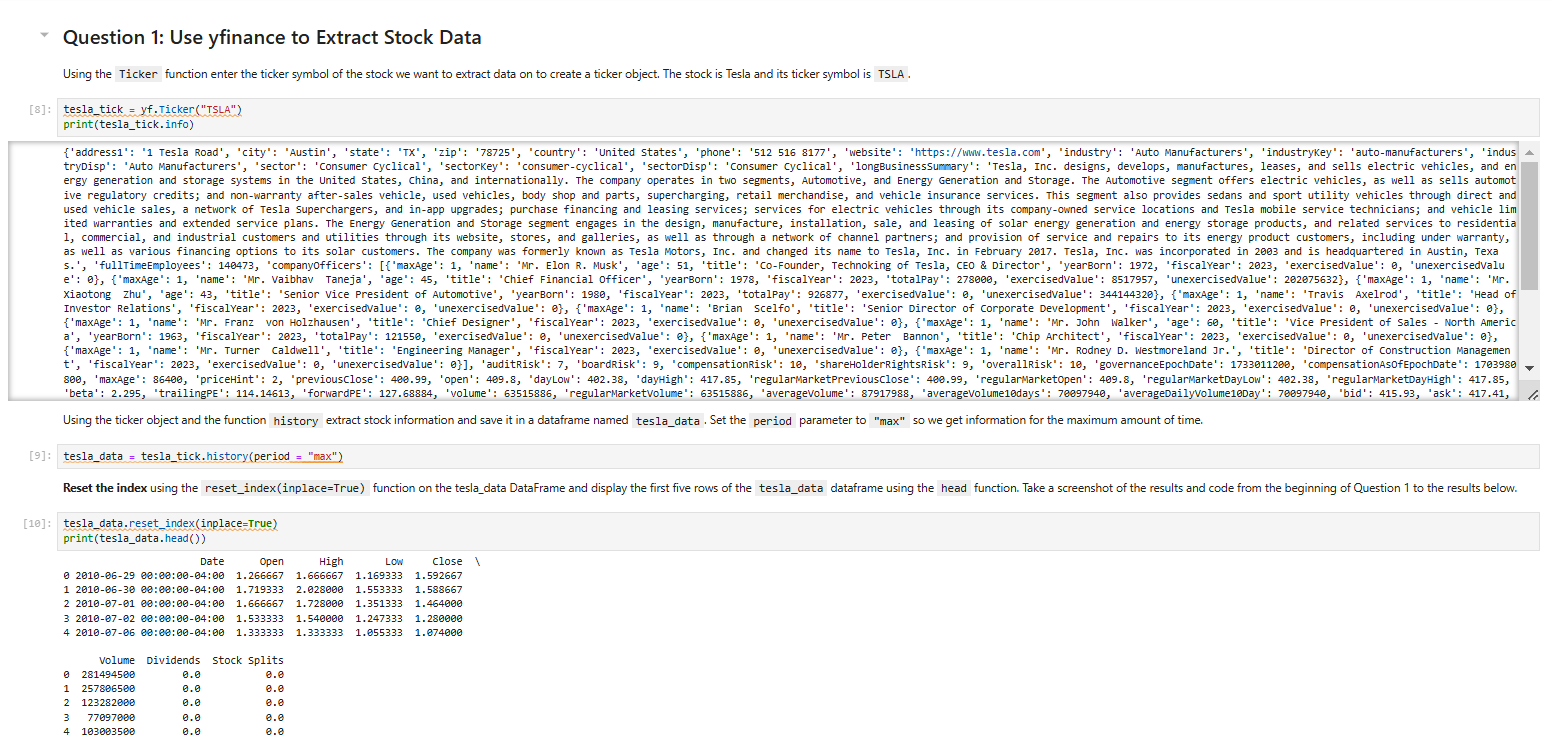 Question 1: Use yfinance to Extract Stock Data
Using the Ticker function enter the ticker symbol of the stock we want to extract data on to create a ticker object. The stock is Tesla and its ticker symbol is TSLA.
[8]:
tesla_tick = yf.Ticker("TSLA")
print(tesla_tick.info)
{'address1': '1 Tesla Road', 'city': 'Austin', 'state': 'TX', 'zip': '78725', 'country': 'United States', 'phone': '512 516 8177', 'website': 'https://www.tesla.com', 'industry': 'Auto Manufacturers', 'industryKey': 'auto-manufacturers', 'indus
tryDisp': 'Auto Manufacturers', 'sector': 'Consumer Cyclical', 'sectorKey': 'consumer-cyclical', 'sectorDisp': 'Consumer Cyclical', 'longBusinessSummary': 'Tesla, Inc. designs, develops, manufactures, leases, and sells electric vehicles, and en
ergy generation and storage systems in the United States, China, and internationally. The company operates in two segments, Automotive, and Energy Generation and Storage. The Automotive segment offers electric vehicles, as well as sells automot
ive regulatory credits; and non-warranty after-sales vehicle, used vehicles, body shop and parts, supercharging, retail merchandise, and vehicle insurance services. This segment also provides sedans and sport utility vehicles through direct and
used vehicle sales, a network of Tesla Superchargers, and in-app upgrades; purchase financing and leasing services; services for electric vehicles through its company-owned service locations and Tesla mobile service technicians; and vehicle lim
ited warranties and extended service plans. The Energy Generation and Storage segment engages in the design, manufacture, installation, sale, and leasing of solar energy generation and energy storage products, and related services to residentia
l, commercial, and industrial customers and utilities through its website, stores, and galleries, as well as through a network of channel partners; and provision of service and repairs to its energy product customers, including under warranty,
as well as various financing options to its solar customers. The company was formerly known as Tesla Motors, Inc. and changed its name to Tesla, Inc. in February 2017. Tesla, Inc. was incorporated in 2003 and is headquartered in Austin, Texa
s.', 'fullTimeEmployees': 140473, 'companyOfficers': [{'maxAge': 1, 'name': 'Mr. Elon R. Musk', 'age': 51, 'title': 'Co-Founder, Technoking of Tesla, CEO & Director', 'yearBorn': 1972, 'fiscalYear': 2023, 'exercisedValue': 0, 'unexercisedValu
e': 0}, {'maxAge': 1, 'name': 'Mr. Vaibhav  Taneja', 'age': 45, 'title': 'Chief Financial Officer', 'yearBorn': 1978, 'fiscalYear': 2023, 'totalPay': 278000, 'exercisedValue': 8517957, 'unexercisedValue': 202075632}, {'maxAge': 1, 'name': 'Mr.
Xiaotong  Zhu', 'age': 43, 'title': 'Senior Vice President of Automotive', 'yearBorn': 1980, 'fiscalYear': 2023, 'totalPay': 926877, 'exercisedValue': 0, 'unexercisedValue': 344144320}, {'maxAge': 1, 'name': 'Travis  Axelrod', 'title': 'Head of
Investor Relations', 'fiscalYear': 2023, 'exercisedValue': 0, 'unexercisedValue': 0}, {'maxAge': 1, 'name': 'Brian  Scelfo', 'title': 'Senior Director of Corporate Development', 'fiscalYear': 2023, 'exercisedValue': 0, 'unexercisedValue': 0},
{'maxAge': 1, 'name': 'Mr. Franz  von Holzhausen', 'title': 'Chief Designer', 'fiscalYear': 2023, 'exercisedValue': 0, 'unexercisedValue': 0}, {'maxAge': 1, 'name': 'Mr. John  Walker', 'age': 60, 'title': 'Vice President of Sales - North Americ
a', 'yearBorn': 1963, 'fiscalYear': 2023, 'totalPay': 121550, 'exercisedValue': 0, 'unexercisedValue': 0}, {'maxAge': 1, 'name': 'Mr. Peter  Bannon', 'title': 'Chip Architect', 'fiscalYear': 2023, 'exercisedValue': 0, 'unexercisedValue': 0},
{'maxAge': 1, 'name': 'Mr. Turner  Caldwell', 'title': 'Engineering Manager', 'fiscalYear': 2023, 'exercisedValue': 0, 'unexercisedValue': 0}, {'maxAge': 1, 'name': 'Mr. Rodney D. Westmoreland Jr.', 'title': 'Director of Construction Managemen
t', 'fiscalYear': 2023, 'exercisedValue': 0, 'unexercisedValue': 0}], 'auditRisk': 7, 'boardRisk': 9, 'compensationRisk': 10, 'shareHolderRightsRisk': 9, 'overallRisk': 10, 'governanceEpochDate': 1733011200, 'compensationAsOfEpochDate': 1703980
800, 'maxAge': 86400, 'priceHint': 2, 'previousClose': 400.99, 'open': 409.8, 'dayLow': 402.38, 'dayHigh': 417.85, 'regularMarketPreviousClose': 400.99, 'regularMarketOpen': 409.8, 'regularMarketDayLow': 402.38, 'regularMarketDayHigh': 417.85,
'beta': 2.295, 'trailingPE': 114.14613, 'forwardPE': 127.68884, 'volume': 63515886, 'regularMarketVolume': 63515886, 'averageVolume': 87917988, 'averageVolume10days': 70097940, 'averageDailyVolume10Day': 70097940, 'bid': 415.93, 'ask': 417.41,
Using the ticker object and the function history extract stock information and save it in a dataframe named tesla_data. Set the period parameter to "max" so we get information for the maximum amount of time.
[9]:
tesla_data = tesla_tick.history(period = "max")
Reset the index using the reset_index(inplace=True) function on the tesla_data DataFrame and display the first five rows of the tesla_data dataframe using the head function. Take a screenshot of the results and code from the beginning of Question 1 to the results below.
[10]:
tesla_data.reset_index(inplace=True)
print(tesla_data.head())
Date Open High Low Close \
0 2010-06-29 00:00:00-04:00 1.266667 1.666667 1.169333 1.592667
1 2010-06-30 00:00:00-04:00 1.719333 2.028000 1.553333 1.588667
2 2010-07-01 00:00:00-04:00 1.666667 1.728000 1.351333 1.464000
3 2010-07-02 00:00:00-04:00 1.533333 1.540000 1.247333 1.280000
4 2010-07-06 00:00:00-04:00 1.333333 1.333333 1.055333 1.074000
Volume Dividends Stock Splits
0 281494500 0.0 0.0
1 257806500 0.0 0.0
2 123282000 0.0 0.0
3 77097000 0.0 0.0
4 103003500 0.0 0.0